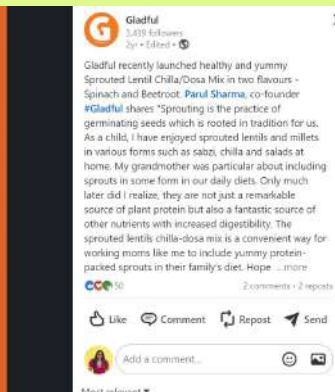 Gladful
3,439 followers
2yr • Edited •
Gladful recently launched healthy and yummy
Sprouted Lentil Chilla/Dosa Mix in two flavours -
Spinach and Beetroot. Parul Sharma, co-founder
#Gladful shares "Sprouting is the practice of
germinating seeds which is rooted in tradition for us.
As a child, I have enjoyed sprouted lentils and millets
in various forms such as sabzi, chilla and salads at
home. My grandmother was particular about including
sprouts in some form in our daily diets. Only much
later did I realize, they are not just a remarkable
source of plant protein but also a fantastic source of
other nutrients with increased digestibility. The
sprouted lentils chilla-dosa mix is a convenient way for
working moms like me to include yummy protein-
packed sprouts in their family's diet. Hope ...more
50 2 comments • 2 reposts
Like Comment Repost Send
Add a comment...
Most relevant